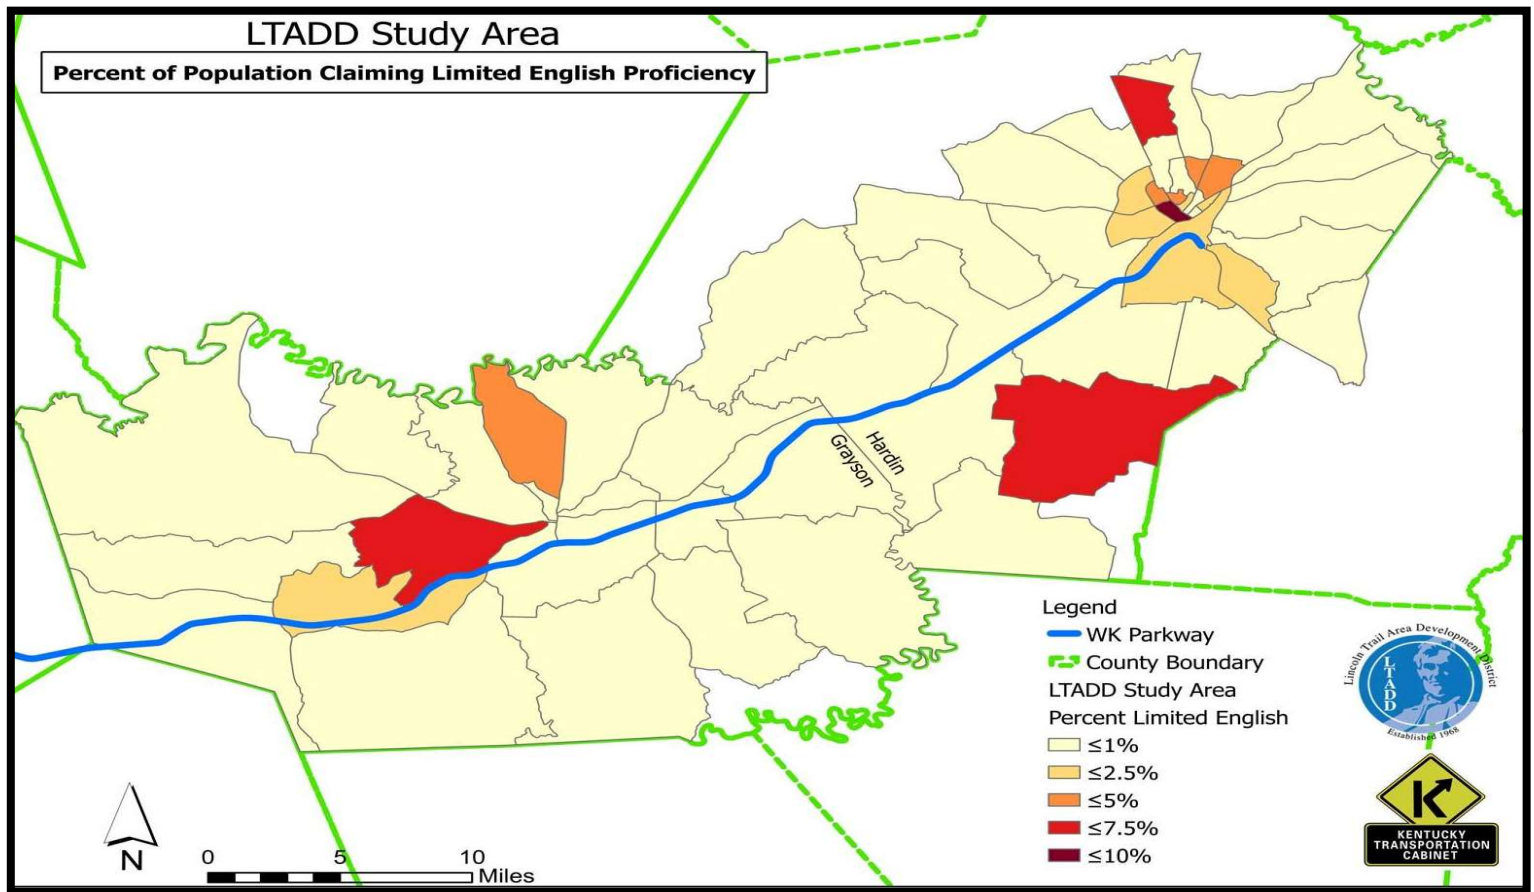 LTADD Study Area
Percent of Population Claiming Limited English Proficiency
Hardin
Grayson
Legend
WK Parkway
County Boundary
LTADD Study Area
Percent Limited English
≤1%
≤2.5%
≤5%
≤7.5%
≤10%
Lincoln Trail Area Development District
LTADD
Established 1968
KENTUCKY
TRANSPORTATION
CABINET
N
0 5 10
Miles